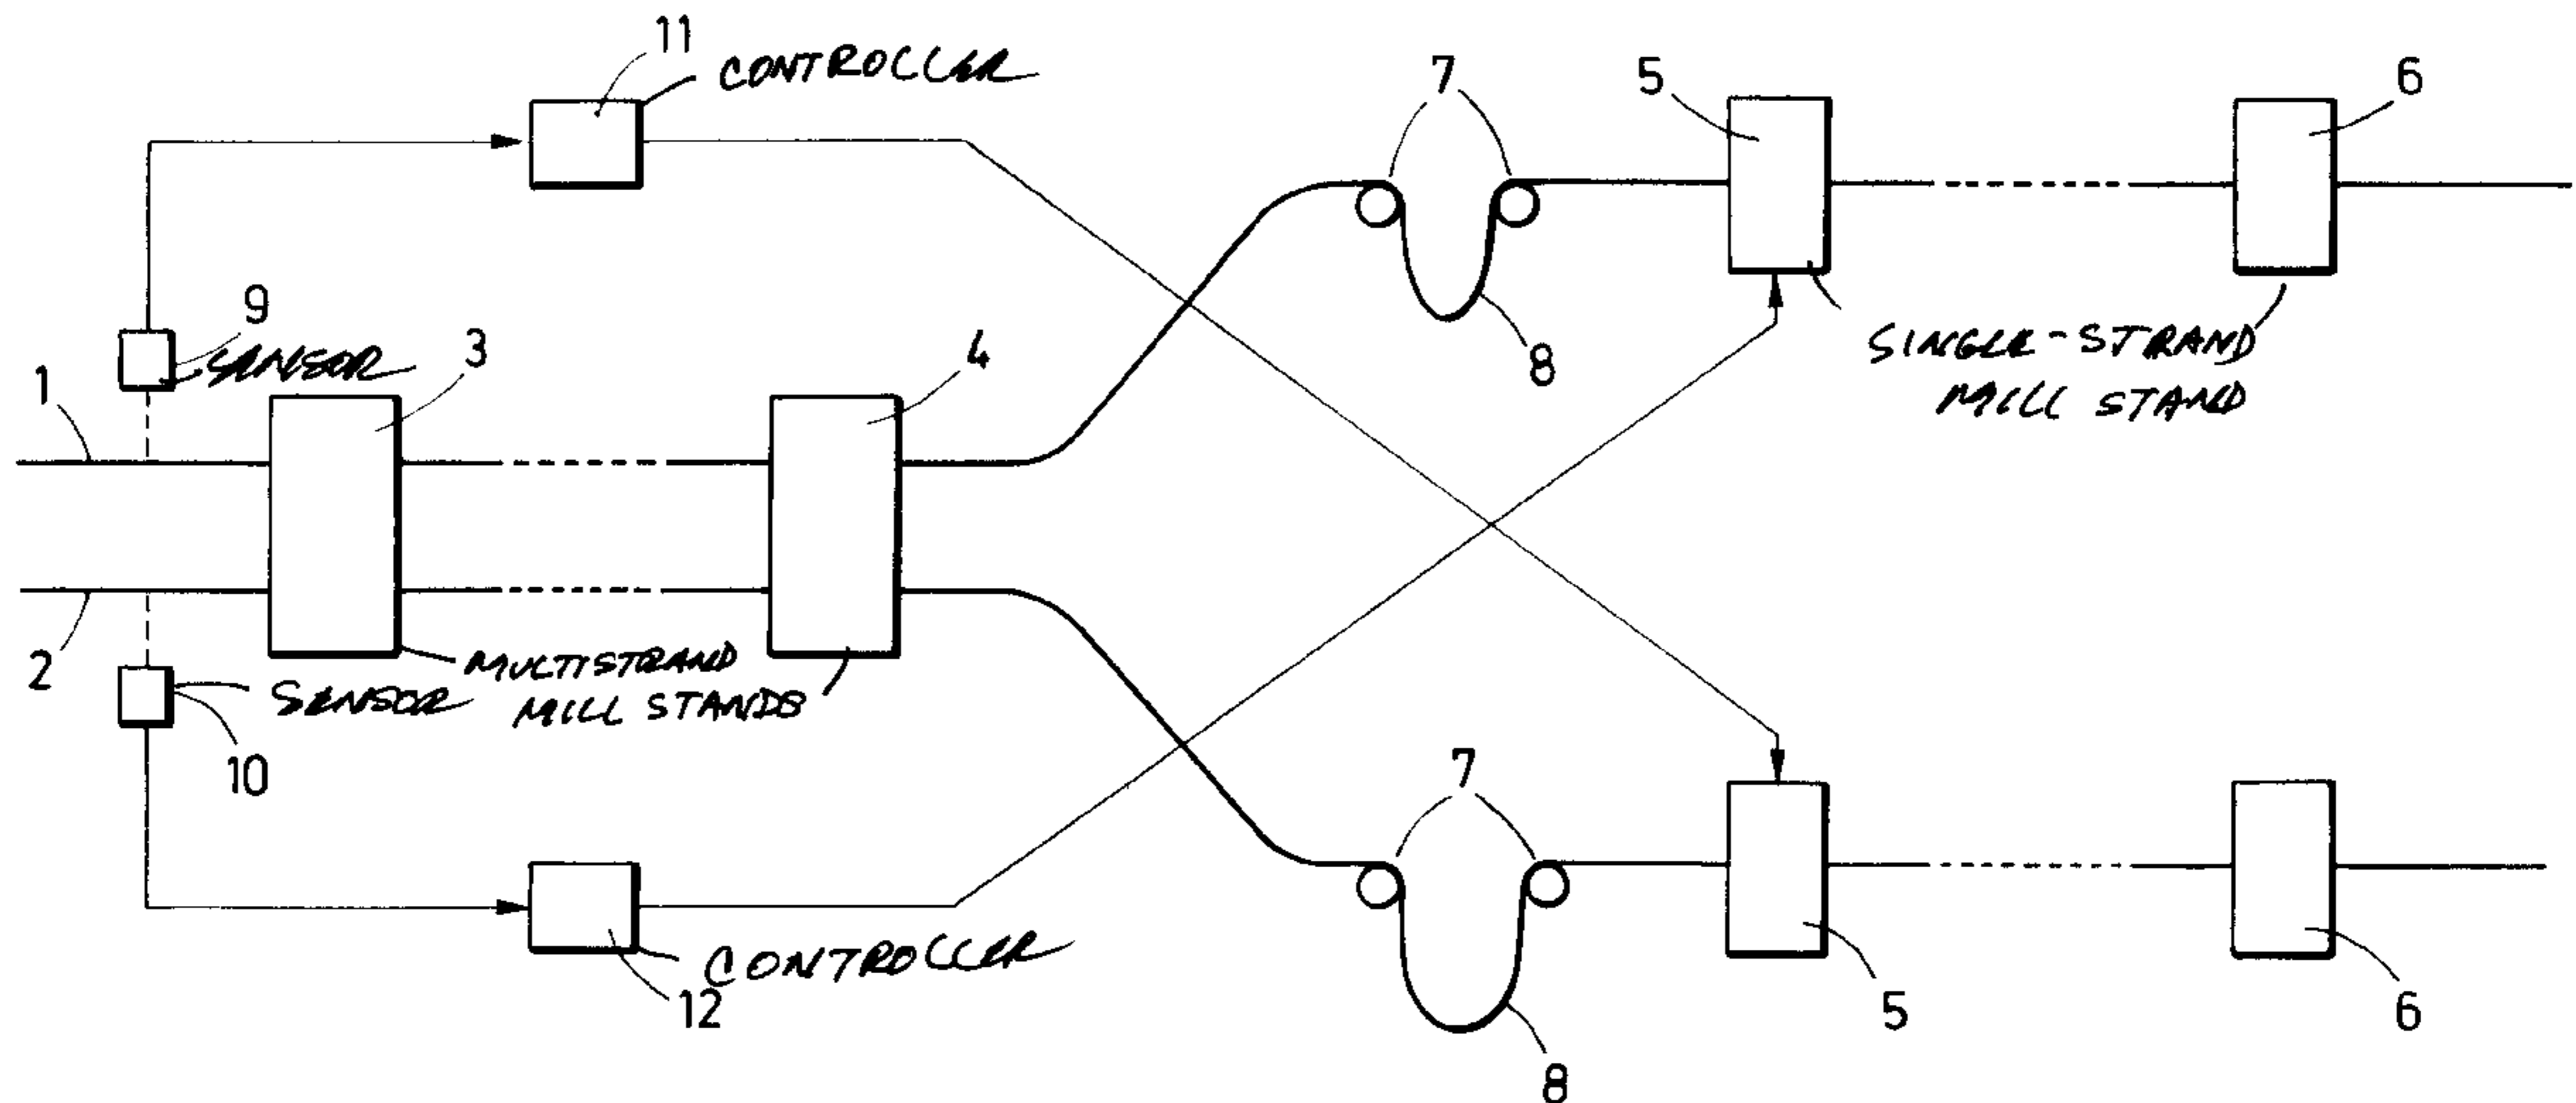 11
CONTROLLER
7
5
6
9
SENSOR
3
4
1
8
SINGLE-STRAND
MILL STAND
2
MULTISTRAND
MILL STANDS
SENSOR
10
7
CONTROLLER
12
5
6
8